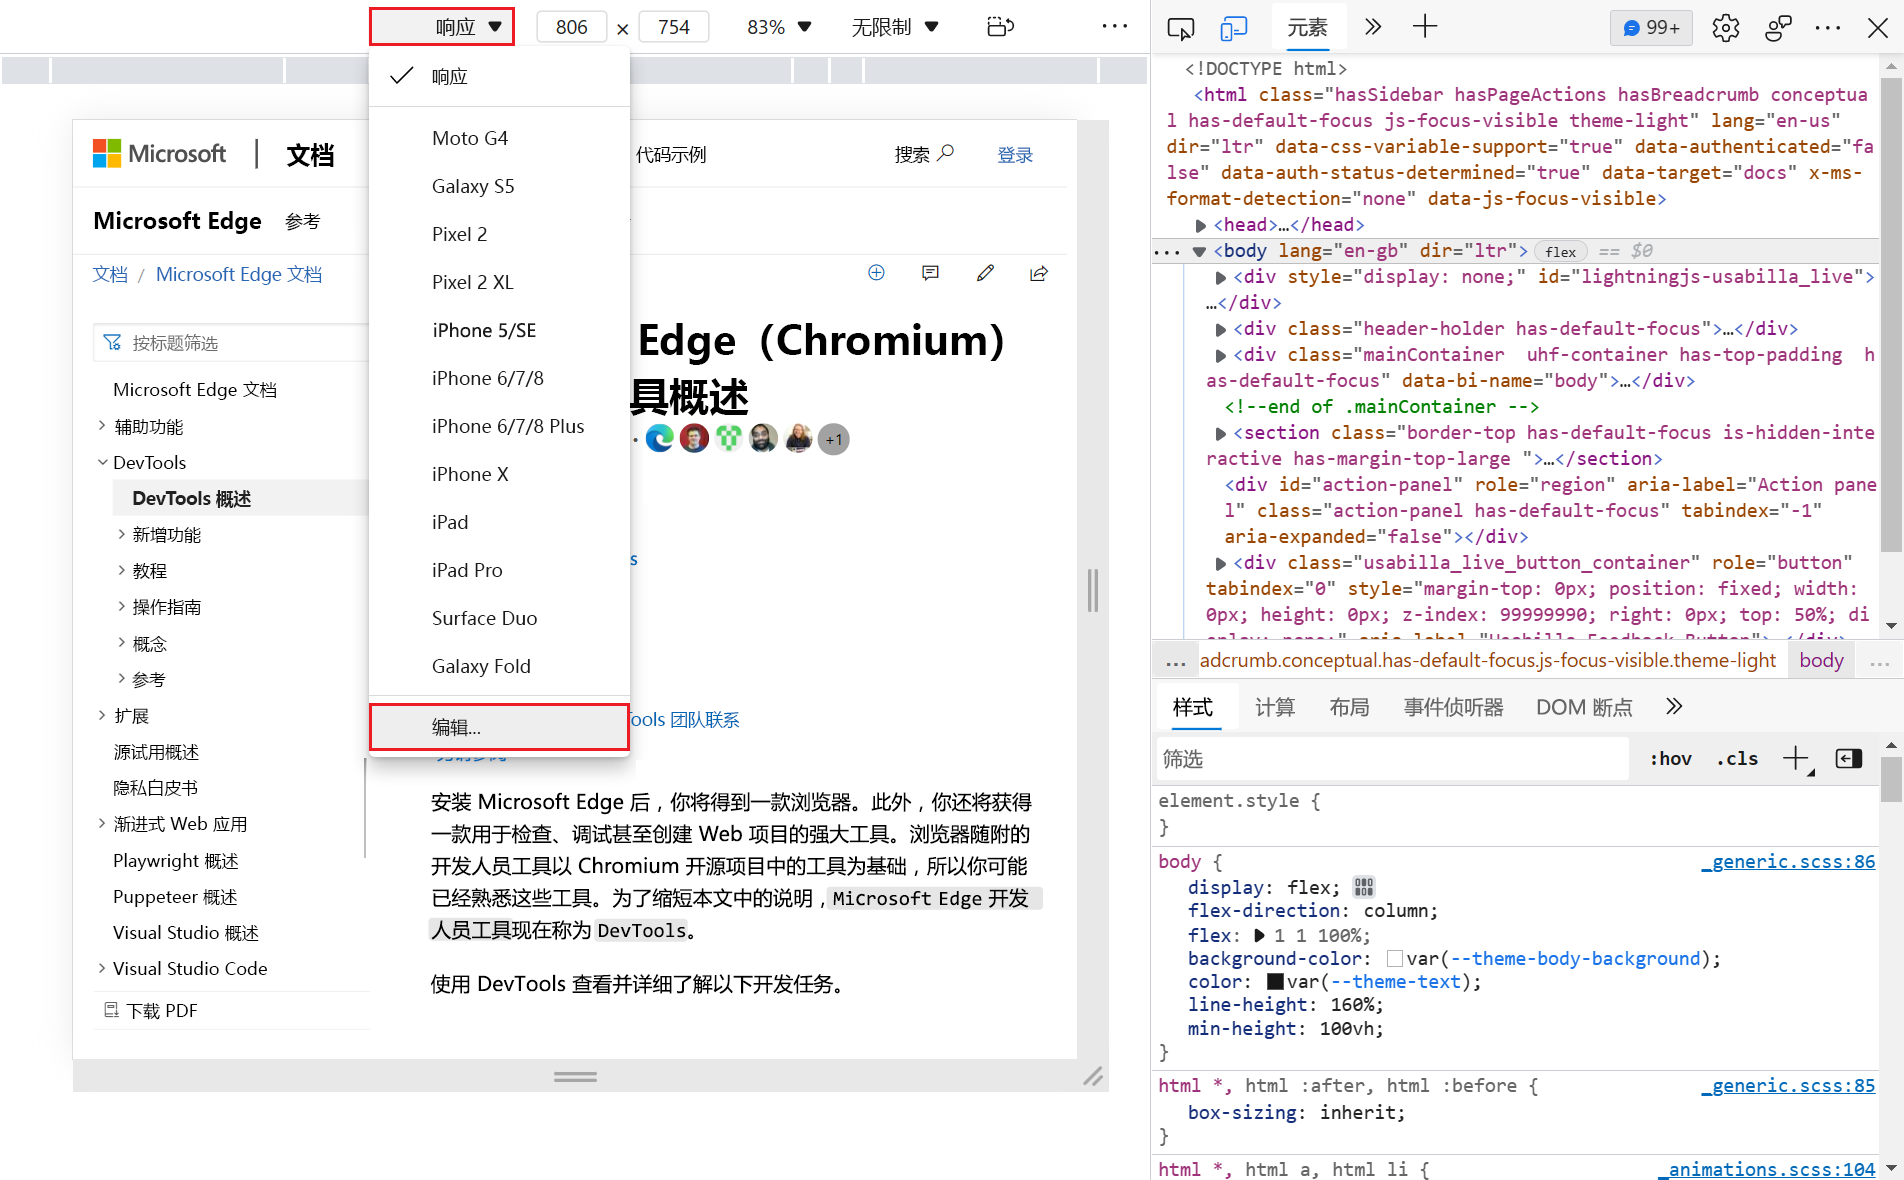 响应 ▼ 806 × 754 83% ▼ 无限制 ▼ ...
响应
Moto G4
Galaxy S5
Pixel 2
Pixel 2 XL
iPhone 5/SE
iPhone 6/7/8
iPhone 6/7/8 Plus
iPhone X
iPad
iPad Pro
Surface Duo
Galaxy Fold
编辑...
Microsoft | 文档
代码示例
搜索
登录
Microsoft Edge 参考
文档 / Microsoft Edge 文档
按标题筛选
Microsoft Edge 文档
辅助功能
DevTools
DevTools 概述
新增功能
教程
操作指南
概念
参考
扩展
源试用概述
隐私白皮书
渐进式 Web 应用
Playwright 概述
Puppeteer 概述
Visual Studio 概述
Visual Studio Code
下载 PDF
Edge（Chromium）
具概述
+1
s
ools 团队联系
安装 Microsoft Edge 后，你将得到一款浏览器。此外，你还将获得
一款用于检查、调试甚至创建 Web 项目的强大工具。浏览器随附的
开发人员工具以 Chromium 开源项目中的工具为基础，所以你可能
已经熟悉这些工具。为了缩短本文中的说明，Microsoft Edge 开发
人员工具现在称为 DevTools。
使用 DevTools 查看并详细了解以下开发任务。
元素 99+
<!DOCTYPE html>
<html class="hasSidebar hasPageActions hasBreadcrumb conceptua
l has-default-focus js-focus-visible theme-light" lang="en-us"
dir="ltr" data-css-variable-support="true" data-authenticated="fa
lse" data-auth-status-determined="true" data-target="docs" x-ms-
format-detection="none" data-js-focus-visible>
<head>…</head>
<body lang="en-gb" dir="ltr"> flex == $0
<div style="display: none;" id="lightningjs-usabilla_live">
…</div>
<div class="header-holder has-default-focus">…</div>
<div class="mainContainer  uhf-container has-top-padding  h
as-default-focus" data-bi-name="body">…</div>
<!--end of .mainContainer -->
<section class="border-top has-default-focus is-hidden-inte
ractive has-margin-top-large ">…</section>
<div id="action-panel" role="region" aria-label="Action pane
l" class="action-panel has-default-focus" tabindex="-1"
aria-expanded="false"></div>
<div class="usabilla_live_button_container" role="button"
tabindex="0" style="margin-top: 0px; position: fixed; width:
0px; height: 0px; z-index: 99999990; right: 0px; top: 50%; di
... adcrumb.conceptual.has-default-focus.js-focus-visible.theme-light body ...
样式 计算 布局 事件侦听器 DOM 断点
筛选 :hov .cls
element.style {
}
body { _generic.scss:86
display: flex;
flex-direction: column;
flex: 1 1 100%;
background-color: var(--theme-body-background);
color: var(--theme-text);
line-height: 160%;
min-height: 100vh;
}
html *, html :after, html :before { _generic.scss:85
box-sizing: inherit;
}
html *, html a, html li { _animations.scss:104